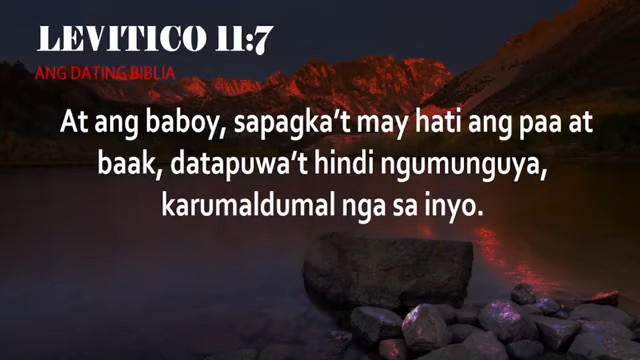 LEVITICO 11:7
ANG DATING BIBLIA
At ang baboy, sapagka’t may hati ang paa at
baak, datapuwa’t hindi ngumunguya,
karumaldumal nga sa inyo.